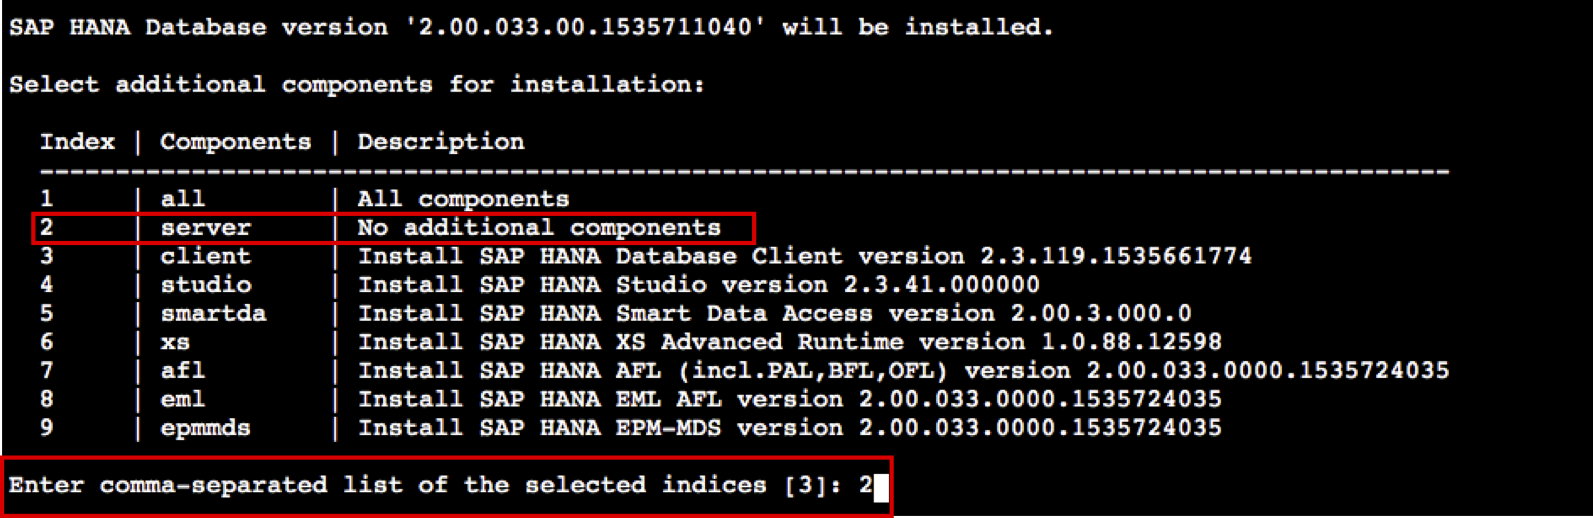 SAP HANA Database version '2.00.033.00.1535711040' will be installed.
Select additional components for installation:
Index | Components | Description
------------------------------------------------------------------------------------------
1 | all | All components
2 | server | No additional components
3 | client | Install SAP HANA Database Client version 2.3.119.1535661774
4 | studio | Install SAP HANA Studio version 2.3.41.000000
5 | smartda | Install SAP HANA Smart Data Access version 2.00.3.000.0
6 | xs | Install SAP HANA XS Advanced Runtime version 1.0.88.12598
7 | afl | Install SAP HANA AFL (incl.PAL,BFL,OFL) version 2.00.033.0000.1535724035
8 | eml | Install SAP HANA EML AFL version 2.00.033.0000.1535724035
9 | epmmds | Install SAP HANA EPM-MDS version 2.00.033.0000.1535724035
Enter comma-separated list of the selected indices [3]: 2